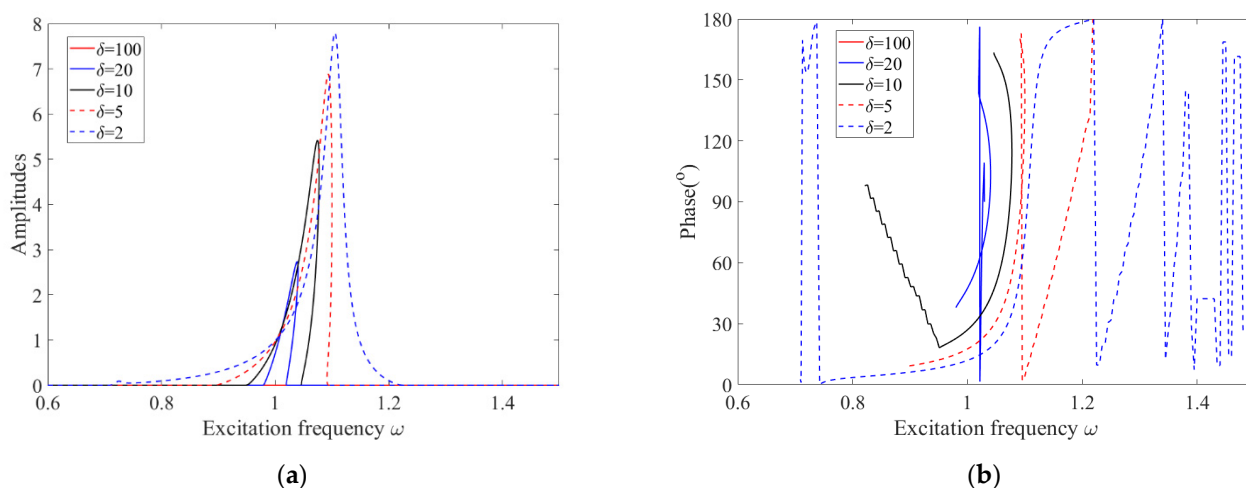 8
7
6
5
4
3
2
1
0
Amplitudes
δ=100
δ=20
δ=10
δ=5
δ=2
0.6 0.8 1 1.2 1.4
Excitation frequency ω
(a)
180
150
120
90
60
30
0
Phase(°)
δ=100
δ=20
δ=10
δ=5
δ=2
0.6 0.8 1 1.2 1.4
Excitation frequency ω
(b)